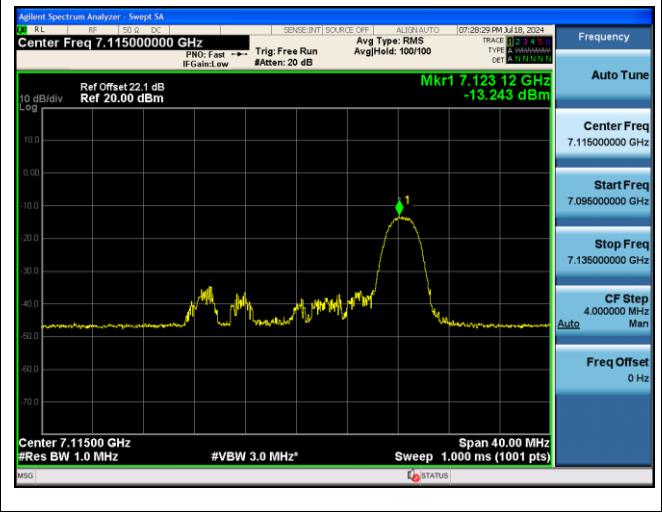 Agilent Spectrum Analyzer - Swept SA
RL RF 50 Ω DC SENSE:INT SOURCE OFF ALIGNAUTO 07:28:29 PM Jul 18, 2024
Center Freq 7.115000000 GHz
PNO: Fast
IFGain:Low
Trig: Free Run
#Atten: 20 dB
Avg Type: RMS
Avg|Hold: 100/100
TRACE 1 2 3 4 5 6
TYPE A WWWWW
DET A N N N N N
Mkr1 7.123 12 GHz
-13.243 dBm
Ref Offset 22.1 dB
Ref 20.00 dBm
10 dB/div
Log
10.0
0.00
-10.0
-20.0
-30.0
-40.0
-50.0
-60.0
-70.0
1
Center 7.11500 GHz
Span 40.00 MHz
#Res BW 1.0 MHz
#VBW 3.0 MHz*
Sweep 1.000 ms (1001 pts)
MSG
STATUS
Frequency
Auto Tune
Center Freq
7.115000000 GHz
Start Freq
7.095000000 GHz
Stop Freq
7.135000000 GHz
CF Step
4.000000 MHz
Auto Man
Freq Offset
0 Hz